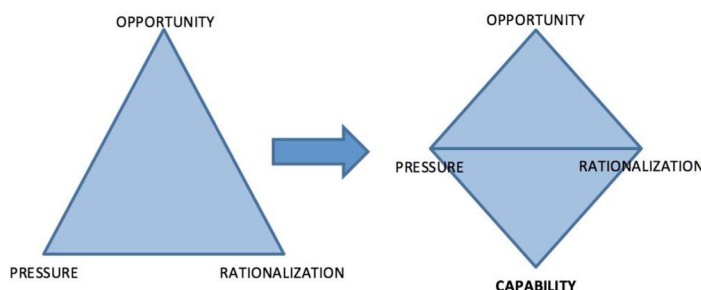 OPPORTUNITY
PRESSURE
RATIONALIZATION
OPPORTUNITY
PRESSURE
RATIONALIZATION
CAPABILITY